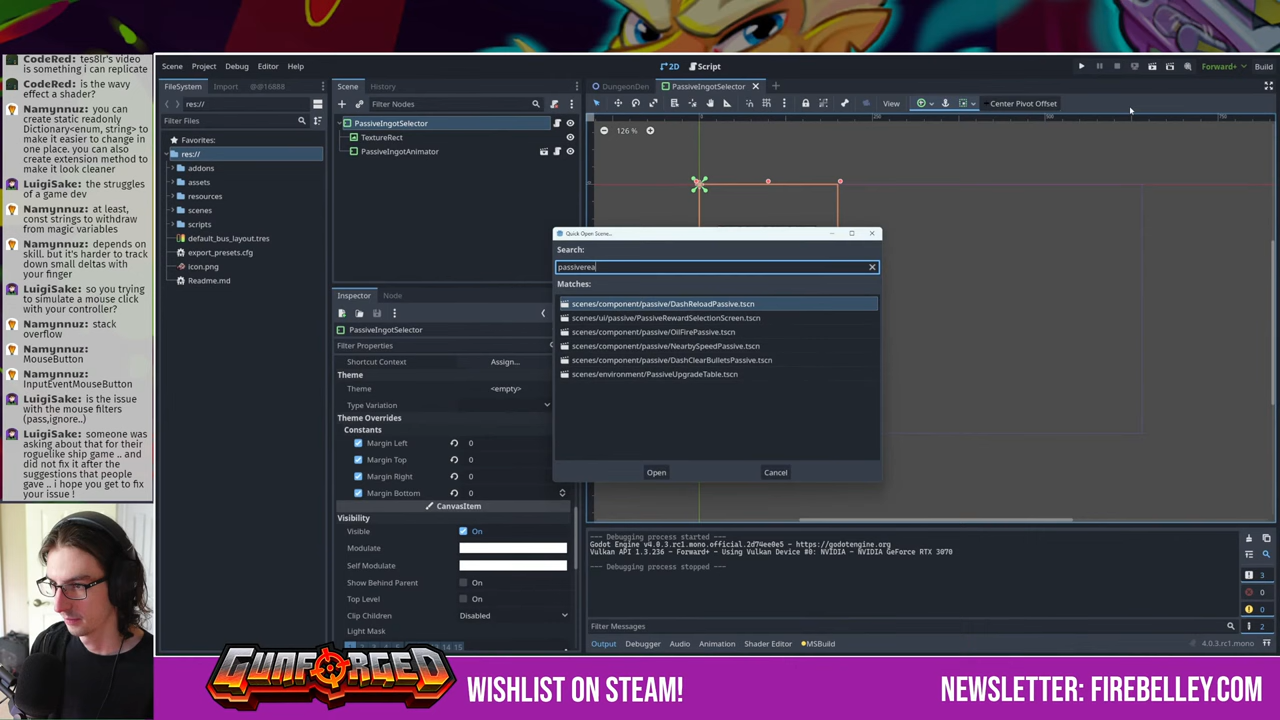 CodeRed: tes8lr's video
is something i can replicate
CodeRed: is the wavy
effect a shader?
Namynnuz: you can
create static readonly
Dictionary<enum, string> to
make it easier to change in
one place. you can also
create extension method to
make it look cleaner
LuigiSake: the struggles
of a game dev
Namynnuz: at least,
const strings to withdraw
from magic variables
Namynnuz: depends on
skill. but it's harder to track
down small deltas with
your finger
LuigiSake: so you trying
to simulate a mouse click
with your controller?
Namynnuz: stack
overflow
Namynnuz:
MouseButton
Namynnuz:
InputEventMouseButton
LuigiSake: is the issue
with the mouse filters
(pass,ignore..)
LuigiSake: someone was
asking about that for their
roguelike ship game .. and
did not fix it after the
suggestions that people
gave .. i hope you get to fix
your issue !
Scene Project Debug Editor Help
2D Script
Forward+ Build
FileSystem Import @@16888
res://
Filter Files
Favorites:
res://
addons
assets
resources
scenes
scripts
default_bus_layout.tres
export_presets.cfg
icon.png
Readme.md
Scene History
Filter Nodes
PassiveIngotSelector
TextureRect
PassiveIngotAnimator
Inspector Node
PassiveIngotSelector
Filter Properties
Shortcut Context Assign...
Theme
Theme <empty>
Type Variation
Theme Overrides
Constants
Margin Left 0
Margin Top 0
Margin Right 0
Margin Bottom 0
CanvasItem
Visibility
Visible On
Modulate
Self Modulate
Show Behind Parent On
Top Level On
Clip Children Disabled
Light Mask
DungeonDen PassiveIngotSelector
View Center Pivot Offset
126 %
Quick Open Scene...
Search:
passiverea
Matches:
scenes/component/passive/DashReloadPassive.tscn
scenes/ui/passive/PassiveRewardSelectionScreen.tscn
scenes/component/passive/OilFirePassive.tscn
scenes/component/passive/NearbySpeedPassive.tscn
scenes/component/passive/DashClearBulletsPassive.tscn
scenes/environment/PassiveUpgradeTable.tscn
Open Cancel
--- Debugging process started ---
Godot Engine v4.0.3.rc1.mono.official.2d74ee0e5 - https://godotengine.org
Vulkan API 1.3.236 - Forward+ - Using Vulkan Device #0: NVIDIA - NVIDIA GeForce RTX 3070
--- Debugging process stopped ---
3
0
0
2
Filter Messages
Output Debugger Audio Animation Shader Editor MSBuild
4.0.3.rc1.mono
GUNFORGED
WISHLIST ON STEAM!
NEWSLETTER: FIREBELLEY.COM